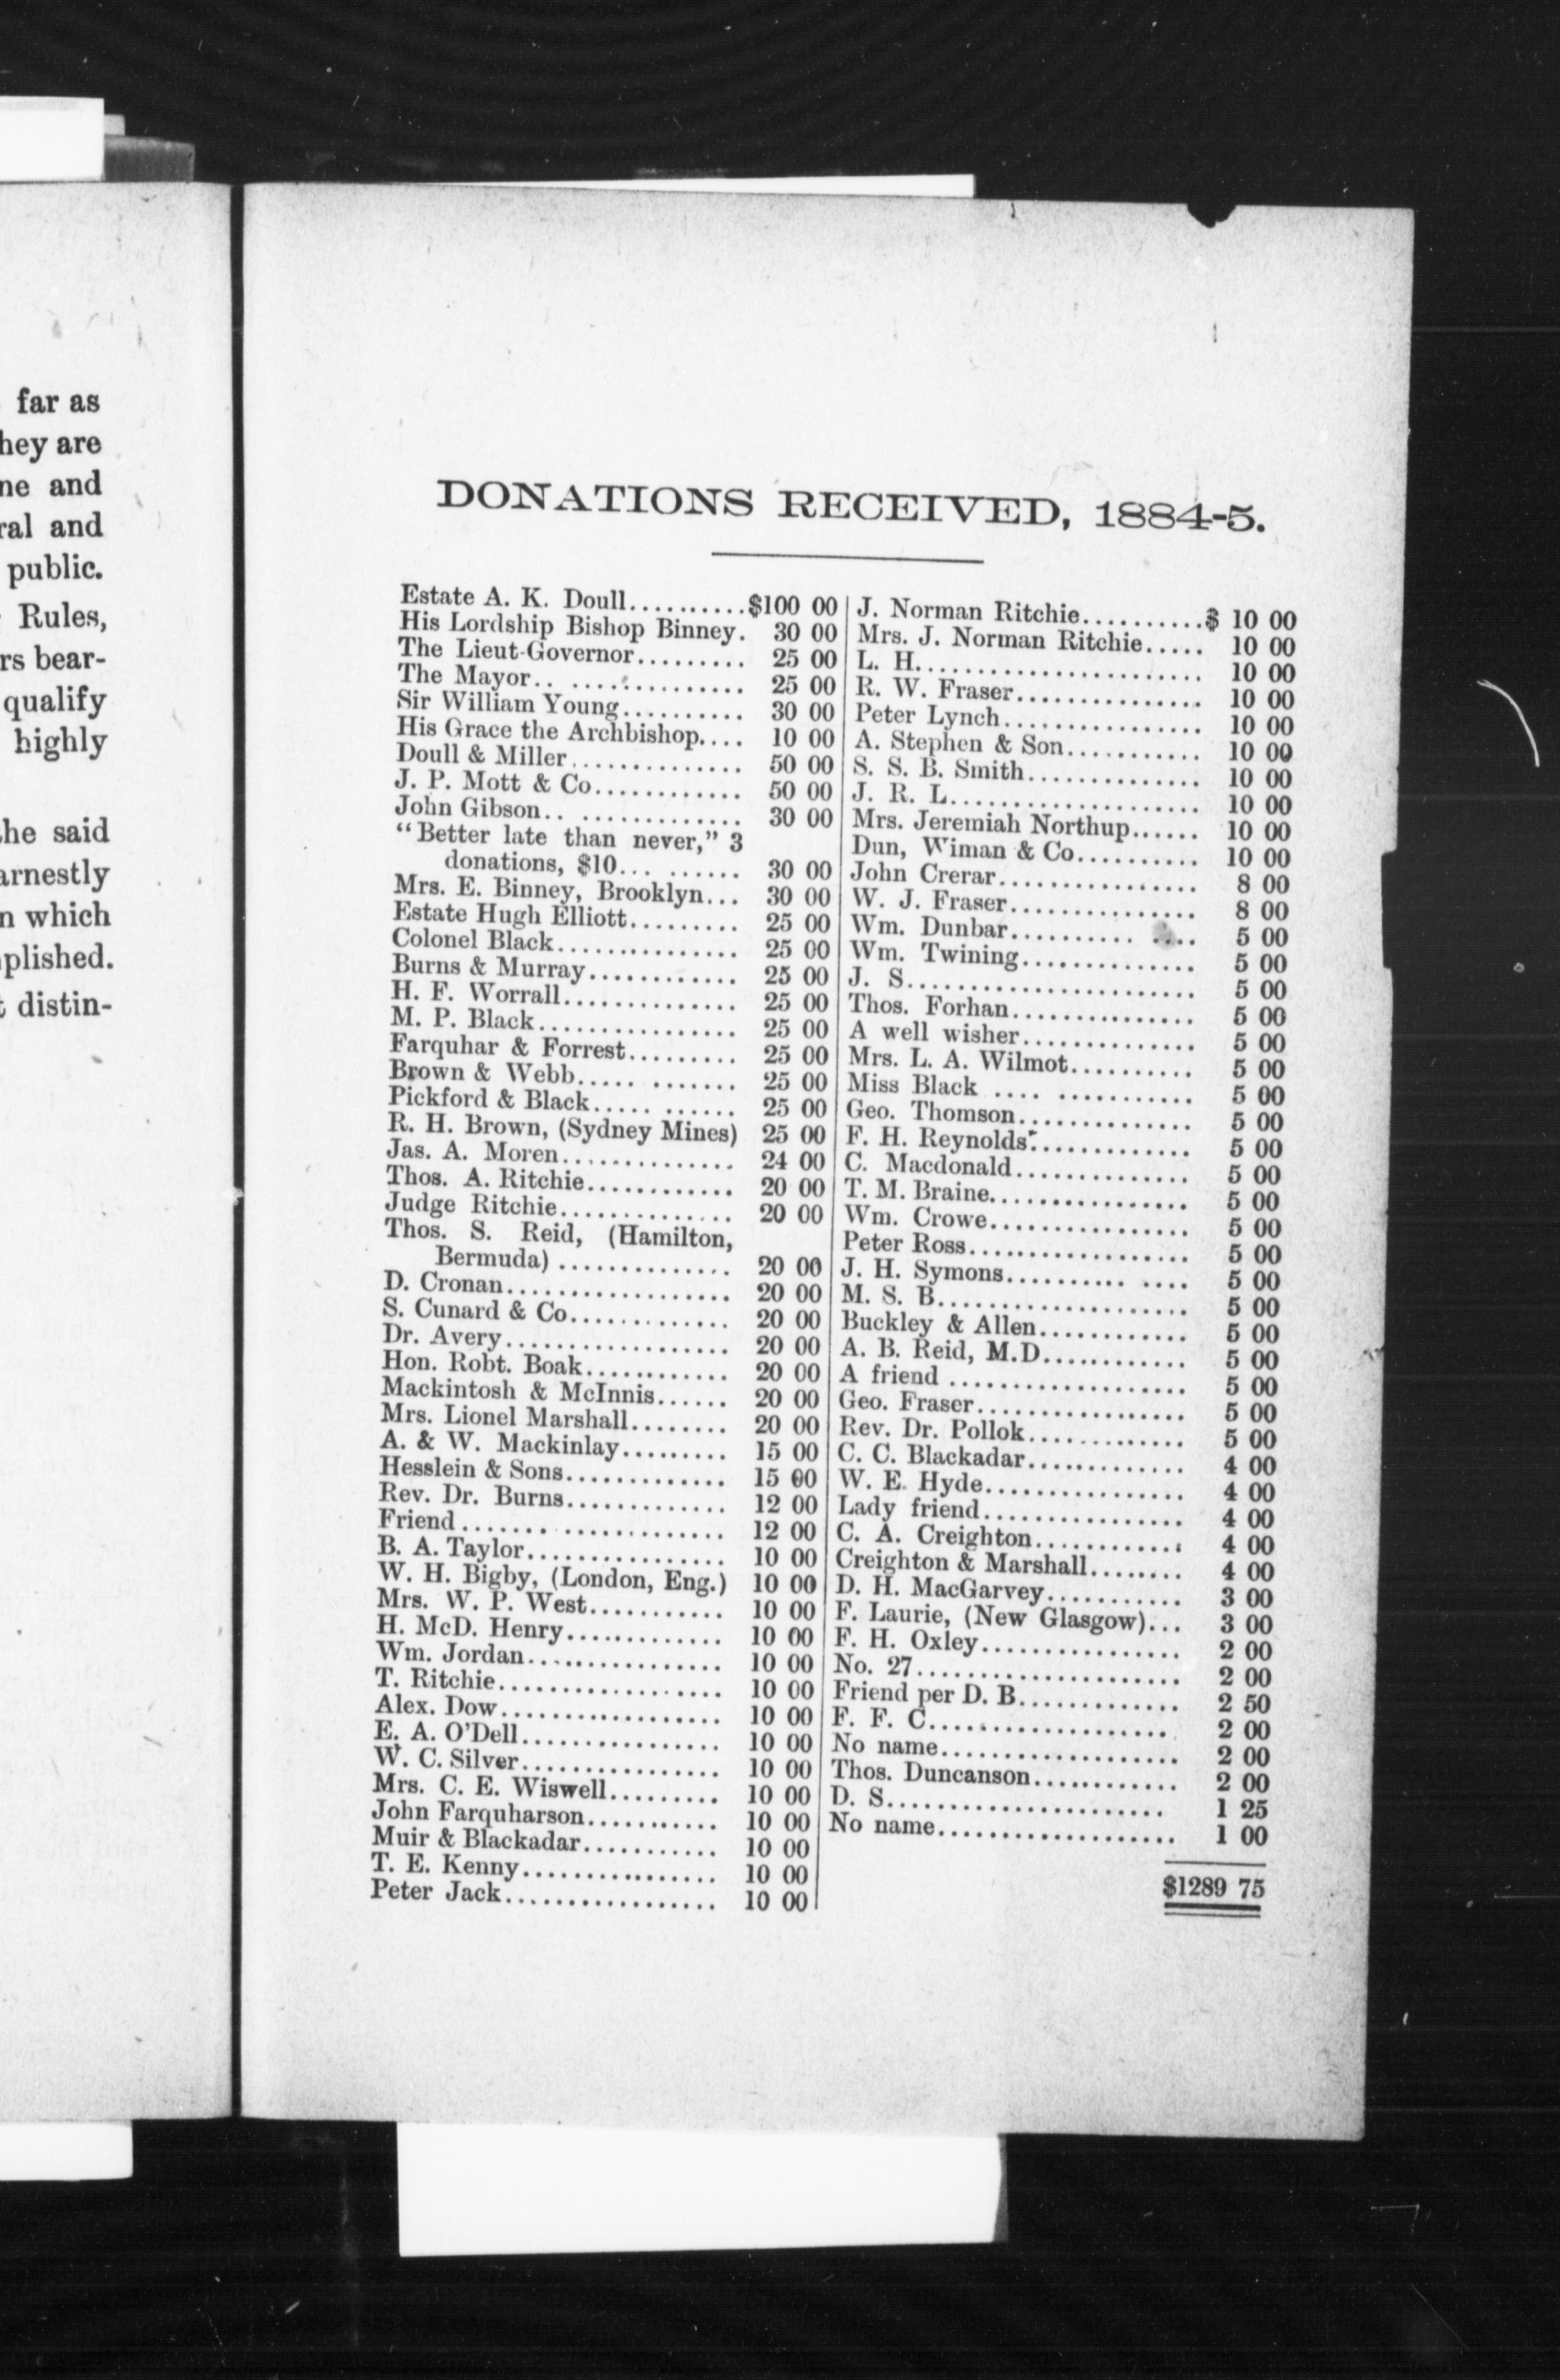 far as
hey are
ne and
ral and
public.
Rules,
rs bear-
qualify
highly
he said
arnestly
n which
plished.
distin-
DONATIONS RECEIVED, 1884-5.
Estate A. K. Doull..........$100 00
His Lordship Bishop Binney. 30 00
The Lieut-Governor......... 25 00
The Mayor.. .............. 25 00
Sir William Young.......... 30 00
His Grace the Archbishop.... 10 00
Doull & Miller.............. 50 00
J. P. Mott & Co............ 50 00
John Gibson.. .............. 30 00
"Better late than never," 3
donations, $10... ....... 30 00
Mrs. E. Binney, Brooklyn... 30 00
Estate Hugh Elliott......... 25 00
Colonel Black............... 25 00
Burns & Murray............. 25 00
H. F. Worrall............... 25 00
M. P. Black................ 25 00
Farquhar & Forrest......... 25 00
Brown & Webb..... ....... 25 00
Pickford & Black..... ...... 25 00
R. H. Brown, (Sydney Mines) 25 00
Jas. A. Moren.............. 24 00
Thos. A. Ritchie............ 20 00
Judge Ritchie.............. 20 00
Thos. S. Reid, (Hamilton,
Bermuda) .............. 20 00
D. Cronan................... 20 00
S. Cunard & Co............. 20 00
Dr. Avery................... 20 00
Hon. Robt. Boak............ 20 00
Mackintosh & McInnis...... 20 00
Mrs. Lionel Marshall........ 20 00
A. & W. Mackinlay......... 15 00
Hesslein & Sons............. 15 00
Rev. Dr. Burns............. 12 00
Friend....................... 12 00
B. A. Taylor................ 10 00
W. H. Bigby, (London, Eng.) 10 00
Mrs. W. P. West........... 10 00
H. McD. Henry............. 10 00
Wm. Jordan................ 10 00
T. Ritchie.................. 10 00
Alex. Dow.................. 10 00
E. A. O'Dell................ 10 00
W. C. Silver................. 10 00
Mrs. C. E. Wiswell......... 10 00
John Farquharson........... 10 00
Muir & Blackadar........... 10 00
T. E. Kenny................ 10 00
Peter Jack................. 10 00
J. Norman Ritchie..........$ 10 00
Mrs. J. Norman Ritchie..... 10 00
L. H....................... 10 00
R. W. Fraser............... 10 00
Peter Lynch................ 10 00
A. Stephen & Son........... 10 00
S. S. B. Smith.............. 10 00
J. R. L.................... 10 00
Mrs. Jeremiah Northup...... 10 00
Dun, Wiman & Co.......... 10 00
John Crerar................ 8 00
W. J. Fraser............... 8 00
Wm. Dunbar.......... .... 5 00
Wm. Twining.............. 5 00
J. S....................... 5 00
Thos. Forhan............... 5 00
A well wisher.............. 5 00
Mrs. L. A. Wilmot.......... 5 00
Miss Black .... ........... 5 00
Geo. Thomson.............. 5 00
F. H. Reynolds............. 5 00
C. Macdonald.............. 5 00
T. M. Braine................ 5 00
Wm. Crowe................ 5 00
Peter Ross.................. 5 00
J. H. Symons.......... .... 5 00
M. S. B.................... 5 00
Buckley & Allen............ 5 00
A. B. Reid, M.D............ 5 00
A friend ................... 5 00
Geo. Fraser................. 5 00
Rev. Dr. Pollok............. 5 00
C. C. Blackadar............. 4 00
W. E. Hyde................ 4 00
Lady friend................ 4 00
C. A. Creighton............ 4 00
Creighton & Marshall........ 4 00
D. H. MacGarvey........... 3 00
F. Laurie, (New Glasgow)... 3 00
F. H. Oxley................ 2 00
No. 27..................... 2 00
Friend per D. B............. 2 50
F. F. C.................... 2 00
No name................... 2 00
Thos. Duncanson............ 2 00
D. S...................... 1 25
No name................... 1 00
$1289 75